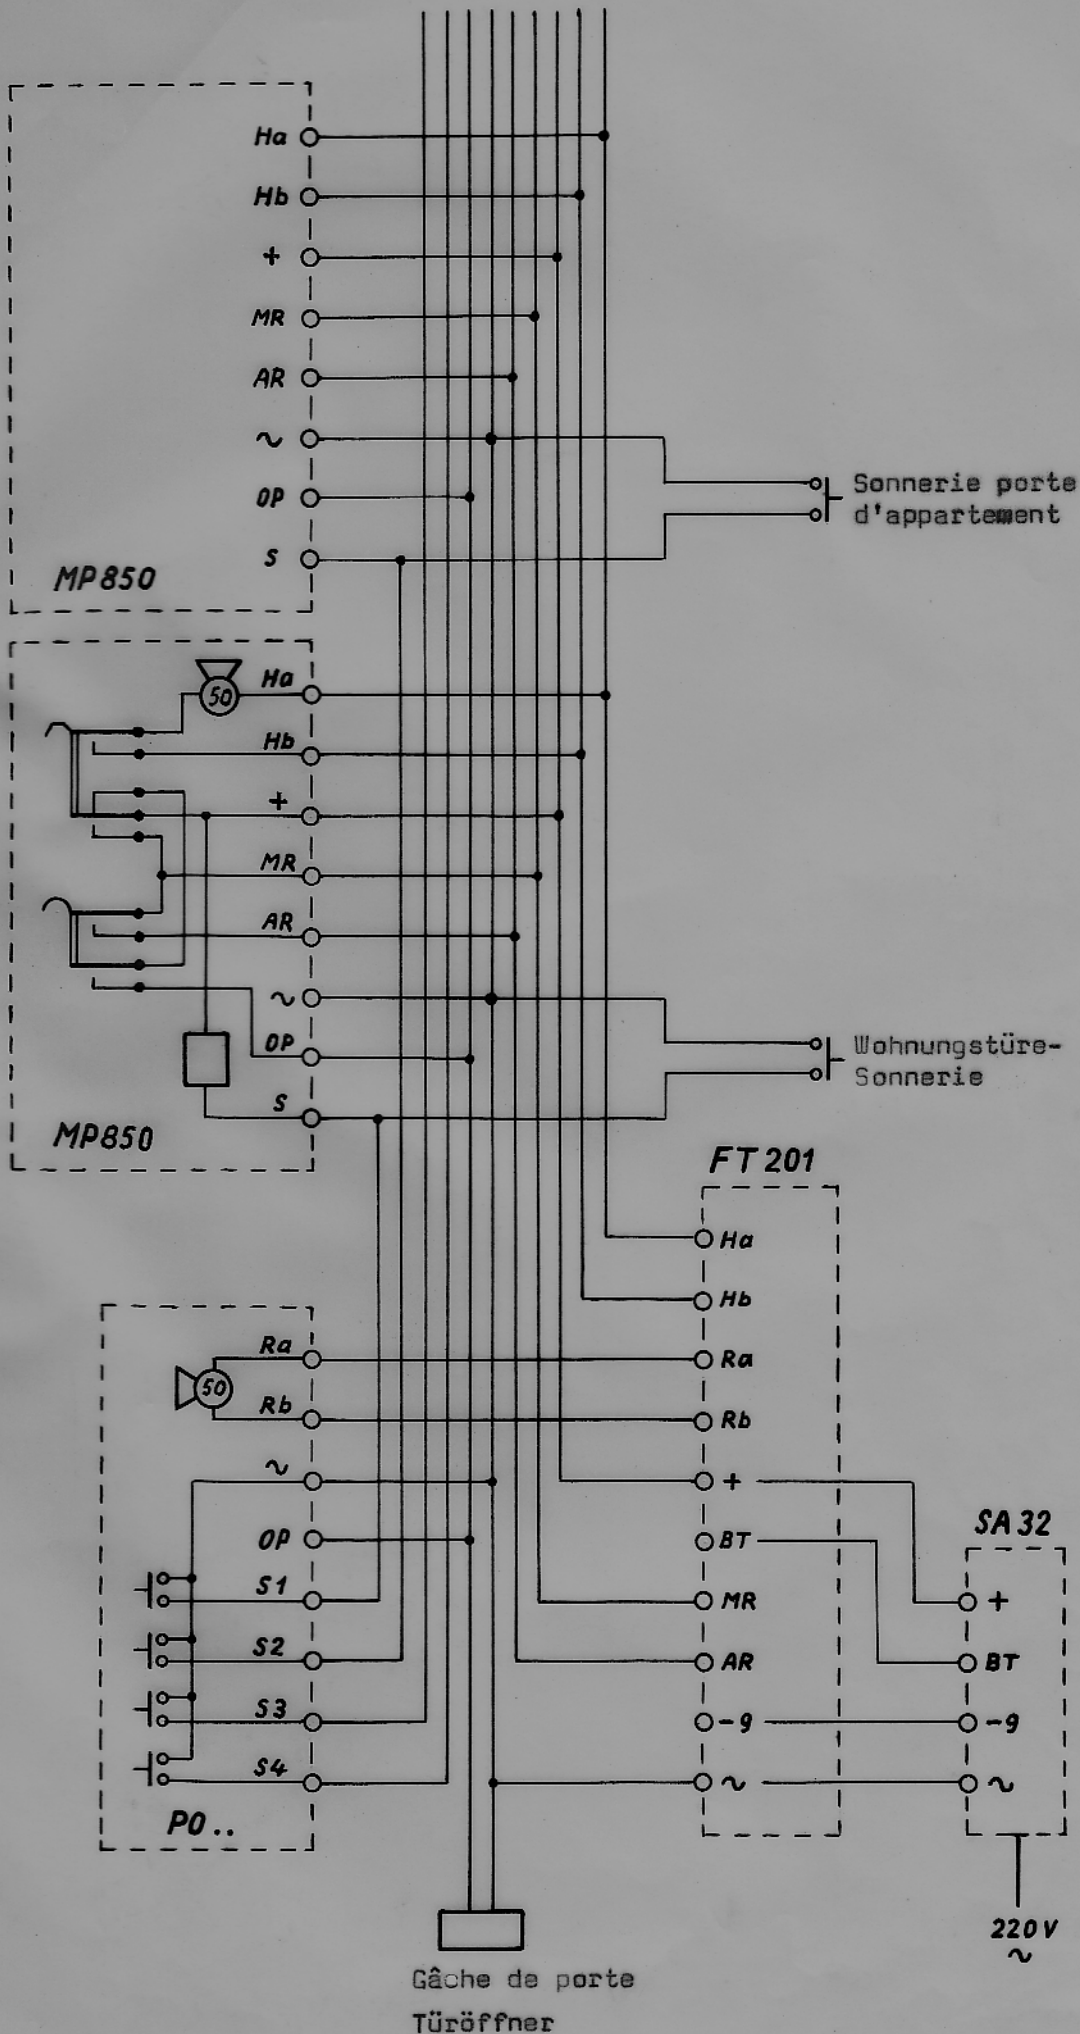 Ha
Hb
+
MR
AR
~
OP
S
MP850
Sonnerie porte
d'appartement
50
Ha
Hb
+
MR
AR
~
OP
S
MP850
Wohnungstüre-
Sonnerie
FT 201
Ha
Hb
Ra
Rb
+
BT
MR
AR
-9
~
50
Ra
Rb
~
OP
S1
S2
S3
S4
PO..
SA 32
+
BT
-9
~
220V
~
Gâche de porte
Türöffner